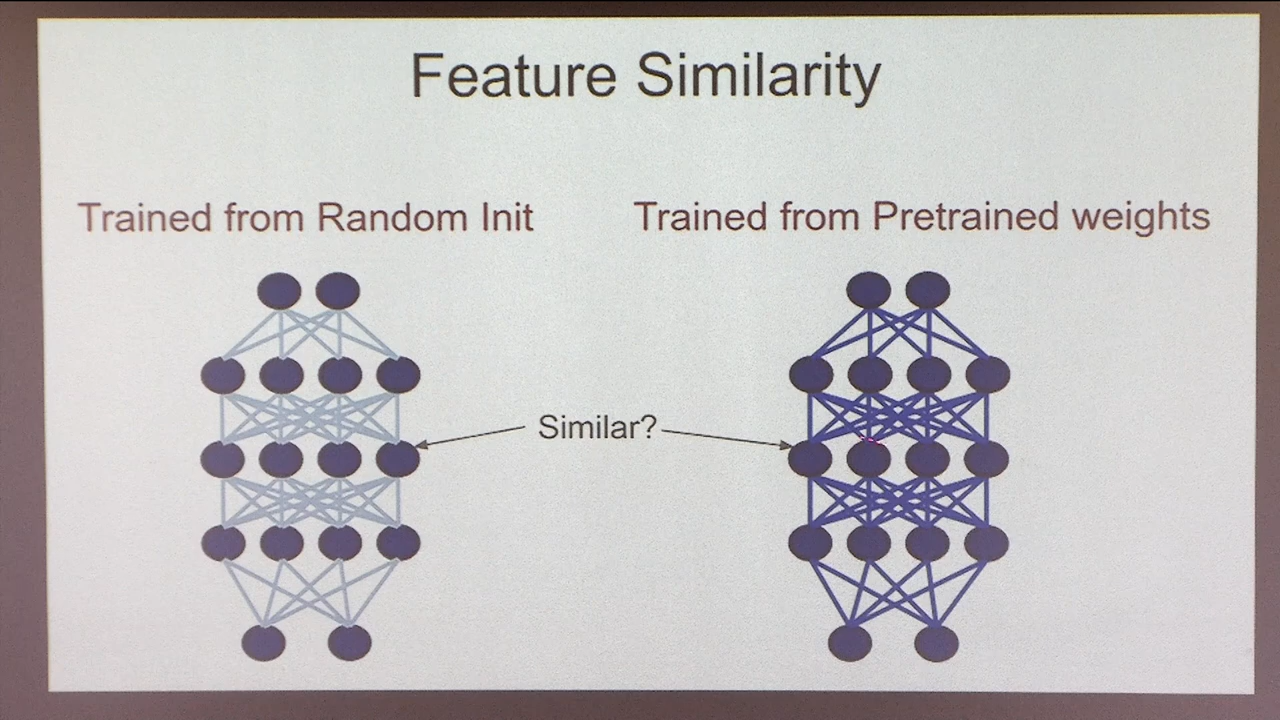 Feature Similarity
Trained from Random Init
Trained from Pretrained weights
Similar?